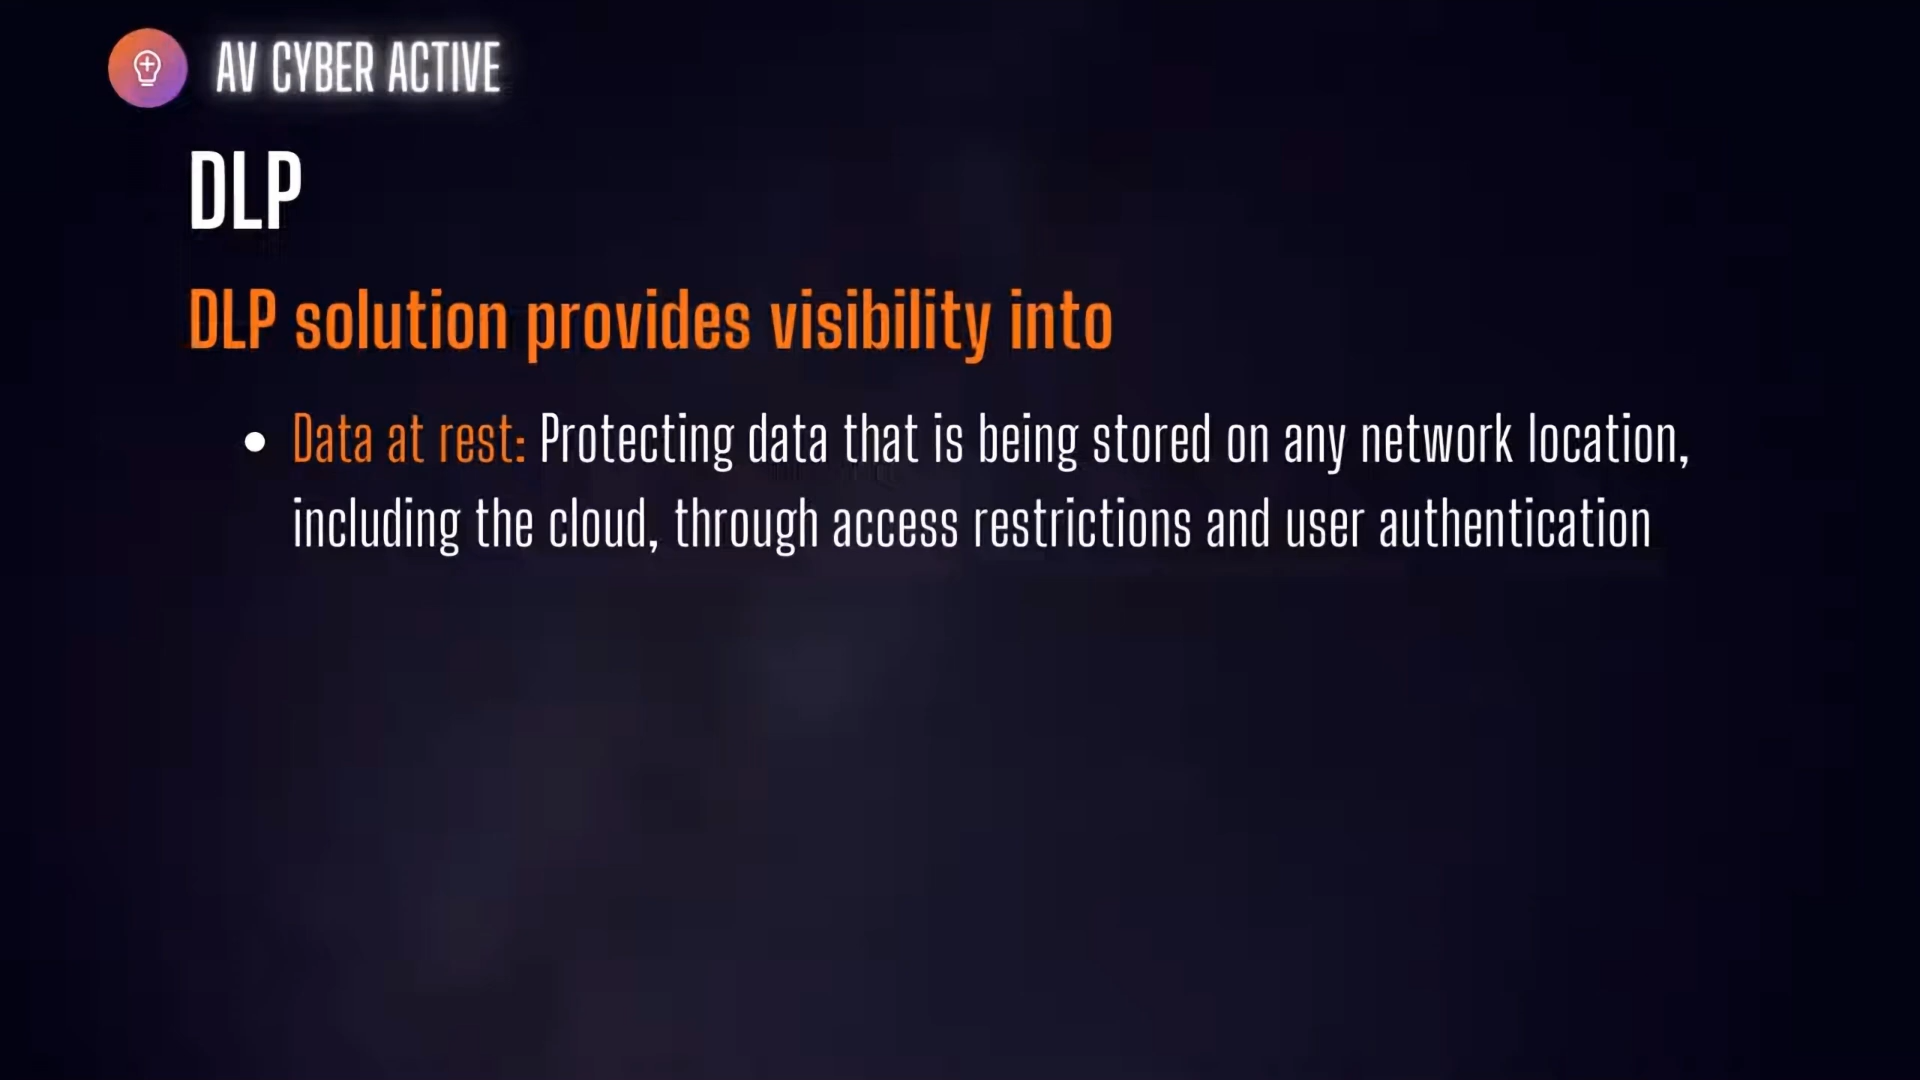 AV CYBER ACTIVE
DLP
DLP solution provides visibility into
• Data at rest: Protecting data that is being stored on any network location,
including the cloud, through access restrictions and user authentication